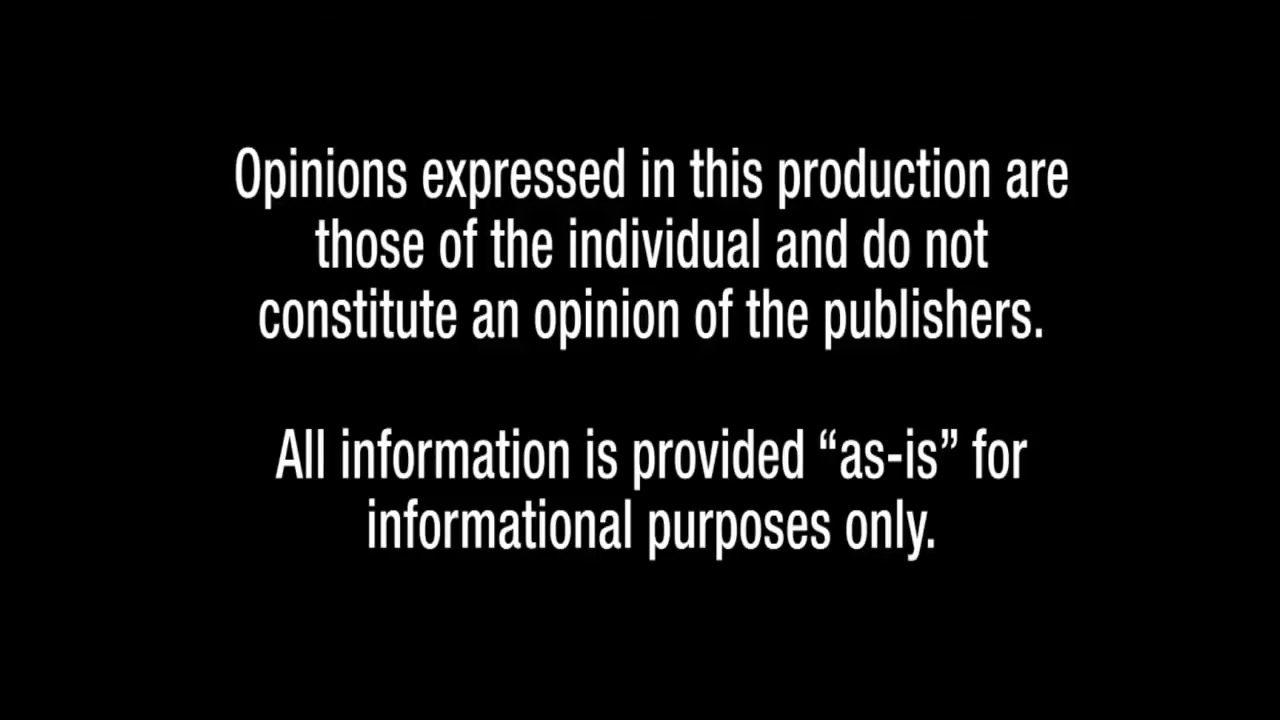 Opinions expressed in this production are
those of the individual and do not
constitute an opinion of the publishers.
All information is provided “as-is” for
informational purposes only.